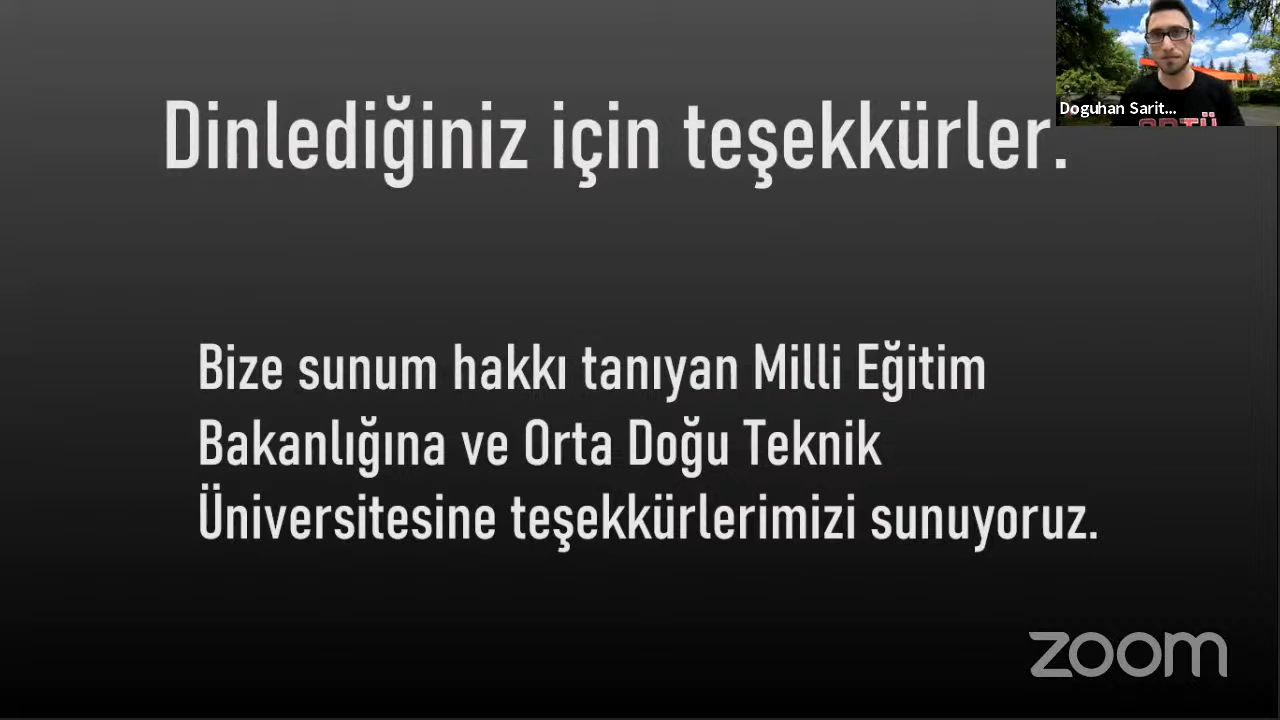 Dinlediğiniz için teşekkürler.
Doguhan Sarit...
ODTÜ
Bize sunum hakkı tanıyan Milli Eğitim
Bakanlığına ve Orta Doğu Teknik
Üniversitesine teşekkürlerimizi sunuyoruz.
zoom